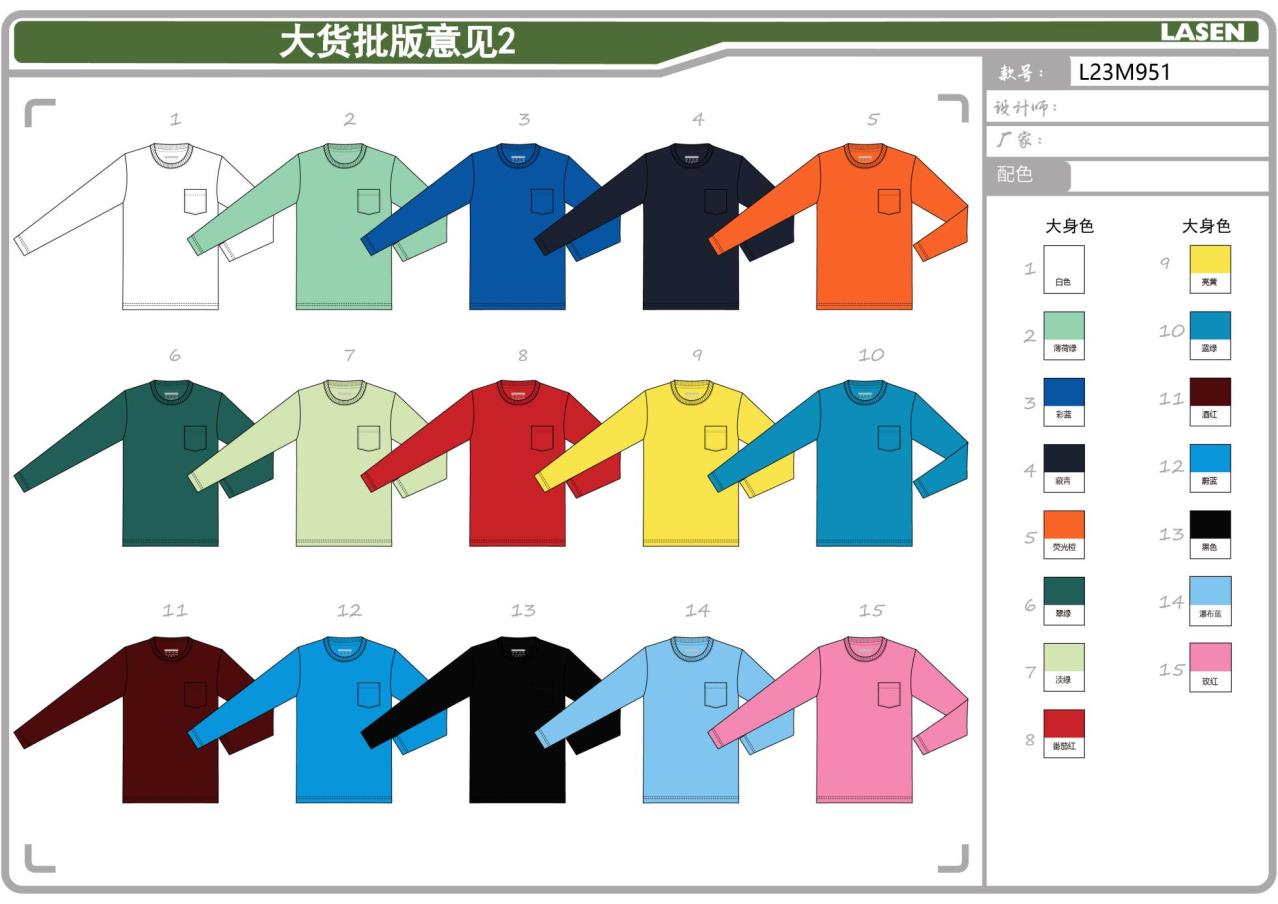 大货批版意见2
LASEN
款号：
L23M951
设计师：
厂家：
配色
1 2 3 4 5
6 7 8 9 10
11 12 13 14 15
大身色
1 白色
2 薄荷绿
3 彩蓝
4 寂青
5 荧光橙
6 翠绿
7 淡绿
8 番茄红
大身色
9 亮黄
10 蓝绿
11 酒红
12 蔚蓝
13 黑色
14 瀑布蓝
15 玫红